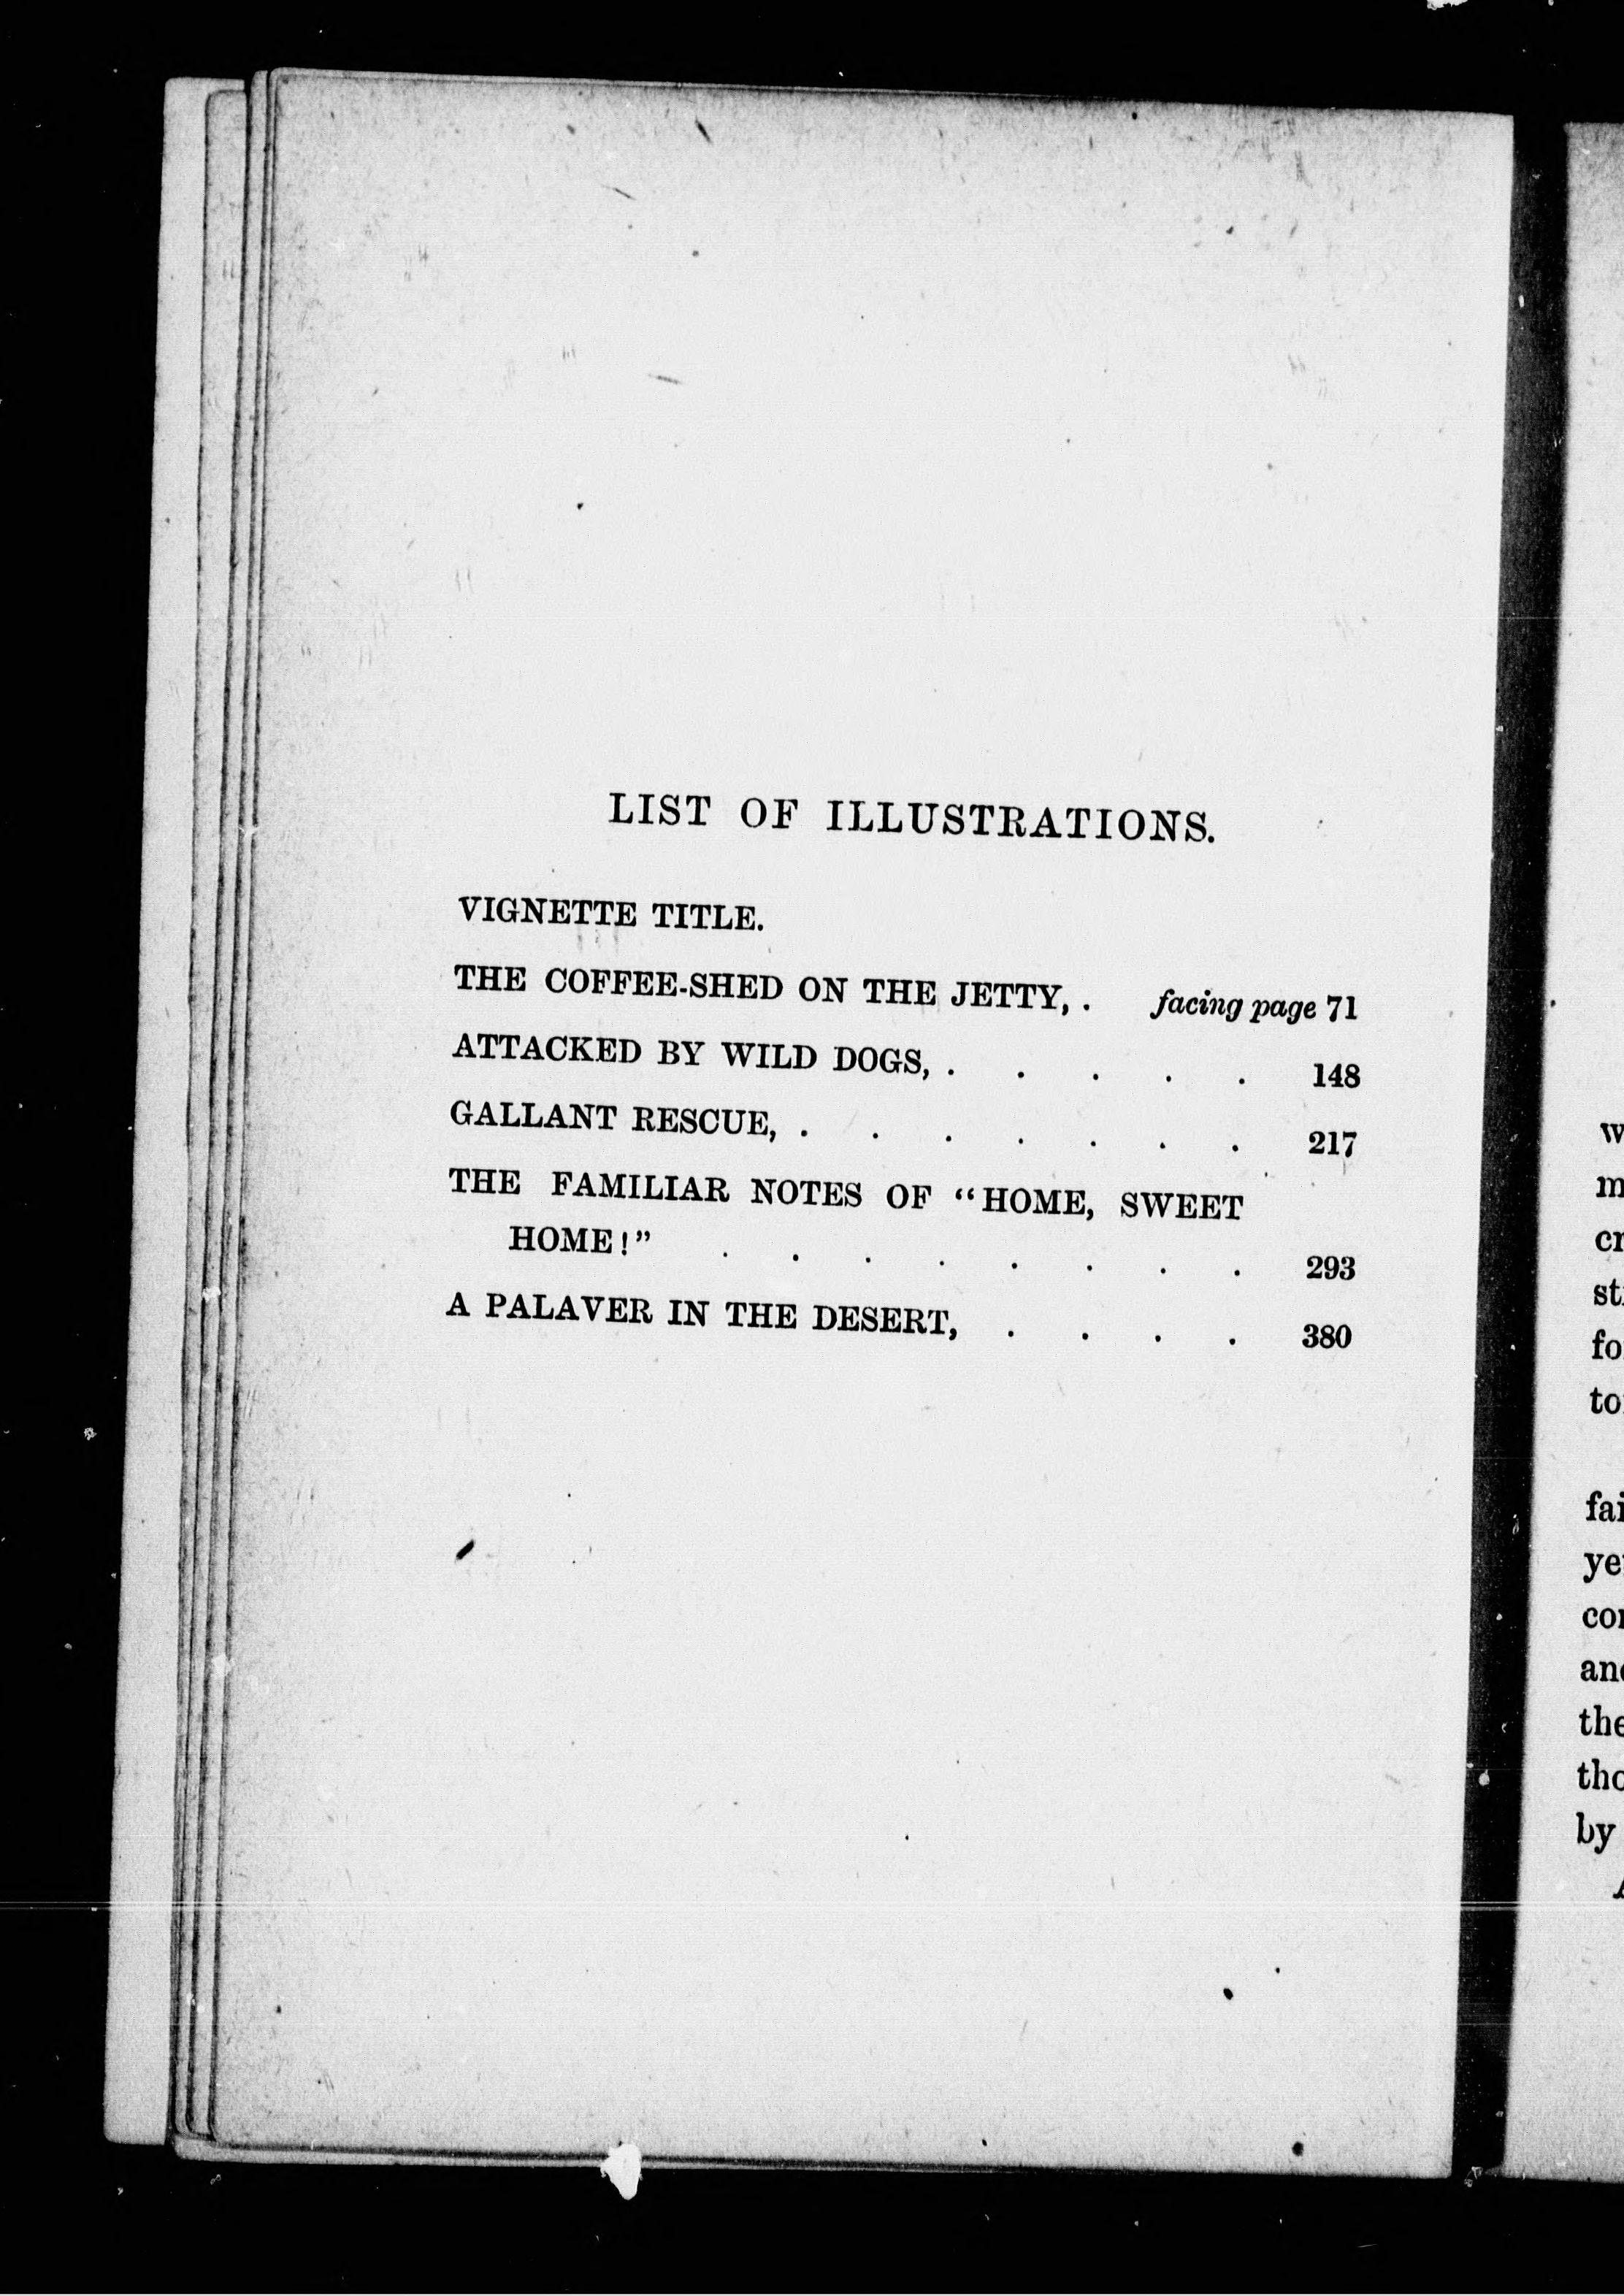 LIST OF ILLUSTRATIONS.
VIGNETTE TITLE.
THE COFFEE-SHED ON THE JETTY, . facing page 71
ATTACKED BY WILD DOGS, . . . . . 148
GALLANT RESCUE, . . . . . . . 217
THE FAMILIAR NOTES OF “HOME, SWEET
HOME!” . . . . . . . . 293
A PALAVER IN THE DESERT, . . . . 380
by